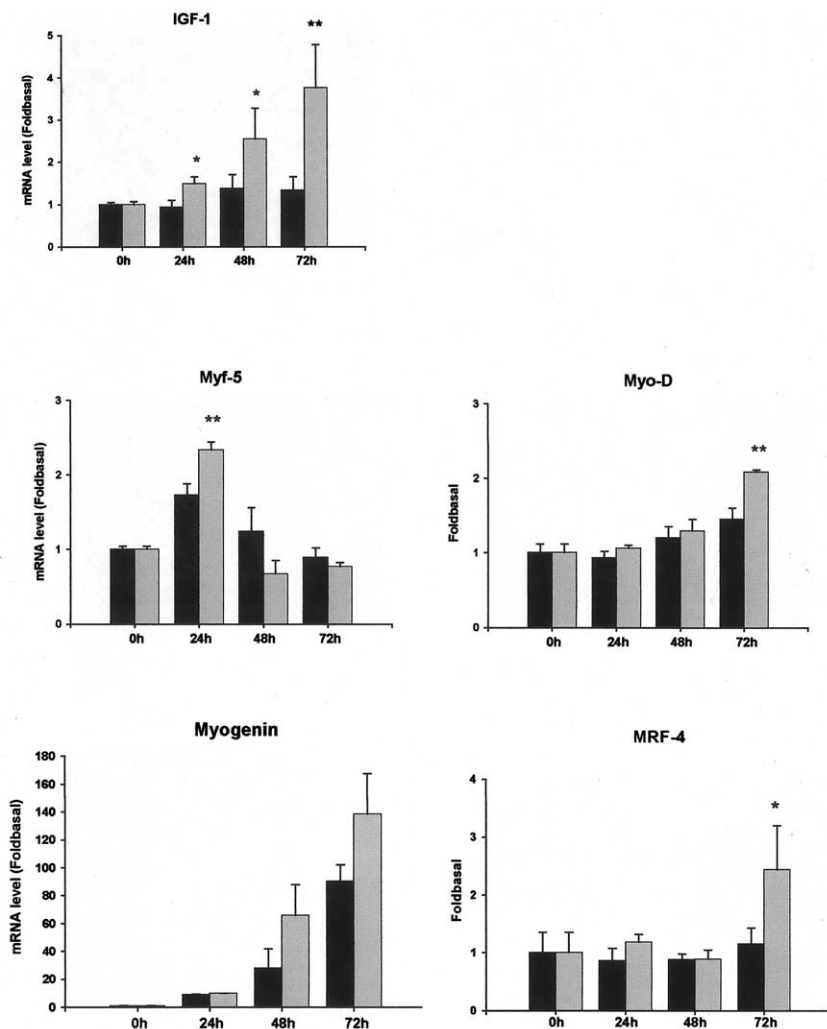 IGF-1
mRNA level (Foldbasal)
5
4
3
2
1
0
*
*
**
0h 24h 48h 72h
Myf-5
mRNA level (Foldbasal)
3
2
1
0
**
0h 24h 48h 72h
Myo-D
Foldbasal
3
2
1
0
**
0h 24h 48h 72h
Myogenin
mRNA level (Foldbasal)
180
160
140
120
100
80
60
40
20
0
0h 24h 48h 72h
MRF-4
Foldbasal
4
3
2
1
0
*
0h 24h 48h 72h